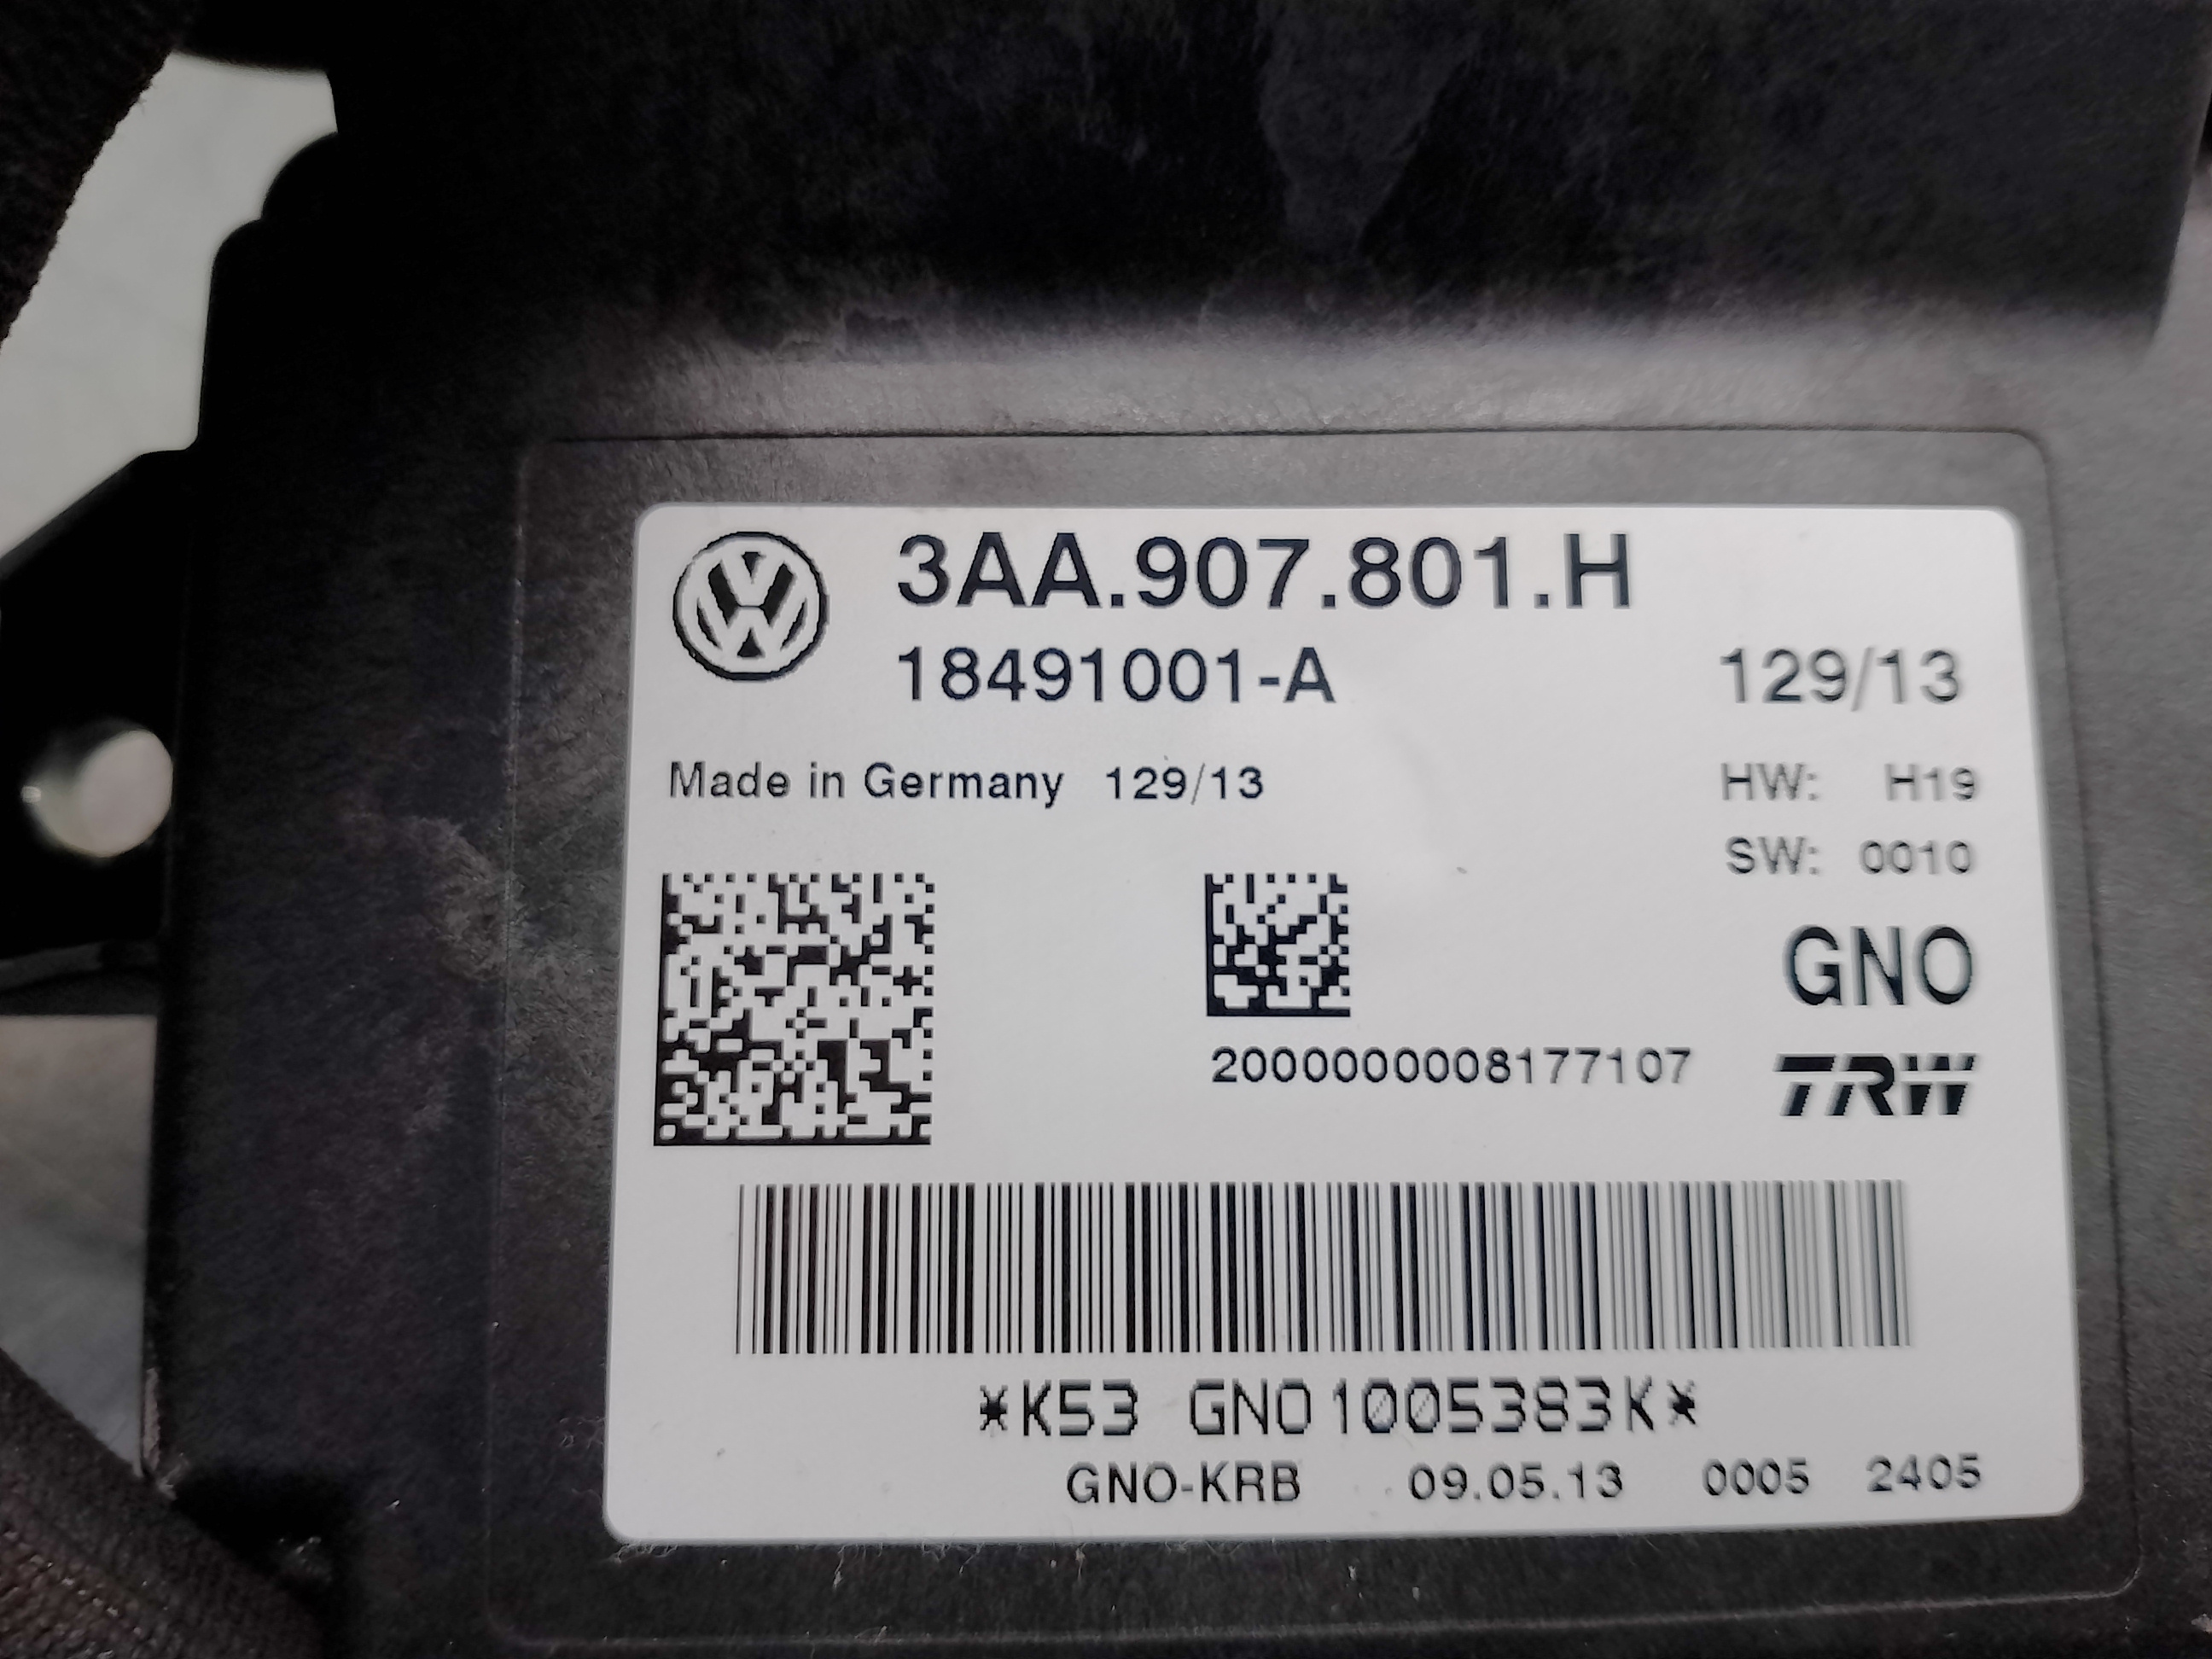 3AA.907.801.H
18491001-A 129/13
Made in Germany 129/13
HW: H19
SW: 0010
GNO
2000000008177107
TRW
*K53 GNO1005383K*
GNO-KRB 09.05.13 0005 2405